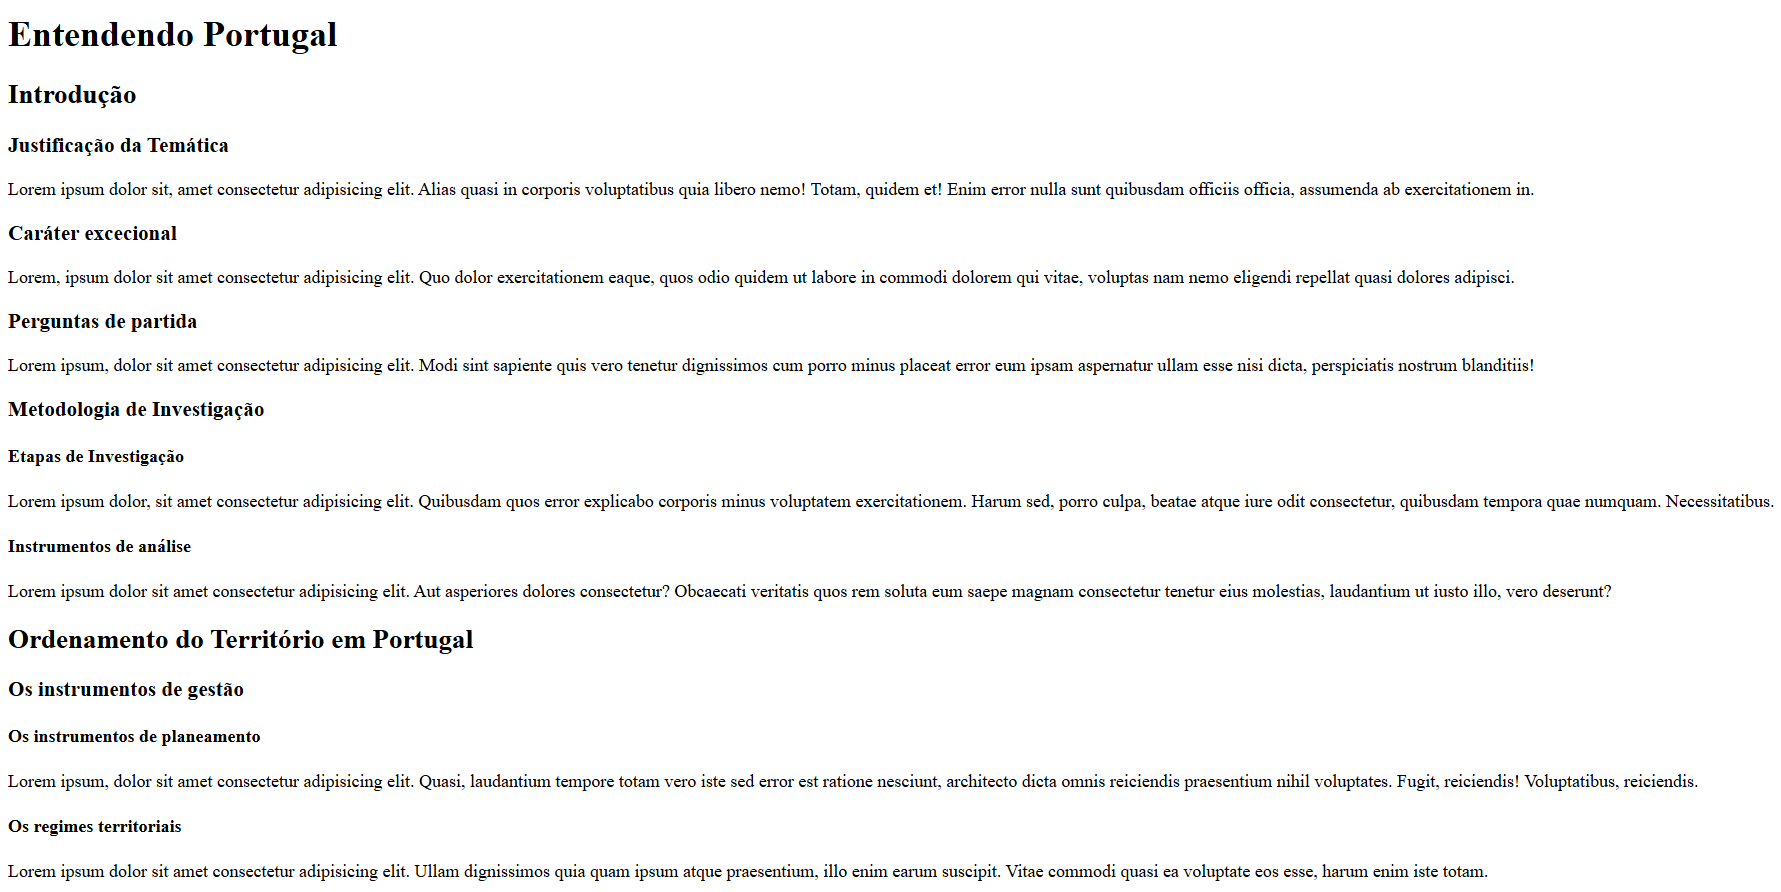 Entendendo Portugal
Introdução
Justificação da Temática
Lorem ipsum dolor sit, amet consectetur adipisicing elit. Alias quasi in corporis voluptatibus quia libero nemo! Totam, quidem et! Enim error nulla sunt quibusdam officiis officia, assumenda ab exercitationem in.
Caráter excecional
Lorem, ipsum dolor sit amet consectetur adipisicing elit. Quo dolor exercitationem eaque, quos odio quidem ut labore in commodi dolorem qui vitae, voluptas nam nemo eligendi repellat quasi dolores adipisci.
Perguntas de partida
Lorem ipsum, dolor sit amet consectetur adipisicing elit. Modi sint sapiente quis vero tenetur dignissimos cum porro minus placeat error eum ipsam aspernatur ullam esse nisi dicta, perspiciatis nostrum blanditiis!
Metodologia de Investigação
Etapas de Investigação
Lorem ipsum dolor, sit amet consectetur adipisicing elit. Quibusdam quos error explicabo corporis minus voluptatem exercitationem. Harum sed, porro culpa, beatae atque iure odit consectetur, quibusdam tempora quae numquam. Necessitatibus.
Instrumentos de análise
Lorem ipsum dolor sit amet consectetur adipisicing elit. Aut asperiores dolores consectetur? Obcaecati veritatis quos rem soluta eum saepe magnam consectetur tenetur eius molestias, laudantium ut iusto illo, vero deserunt?
Ordenamento do Território em Portugal
Os instrumentos de gestão
Os instrumentos de planeamento
Lorem ipsum, dolor sit amet consectetur adipisicing elit. Quasi, laudantium tempore totam vero iste sed error est ratione nesciunt, architecto dicta omnis reiciendis praesentium nihil voluptates. Fugit, reiciendis! Voluptatibus, reiciendis.
Os regimes territoriais
Lorem ipsum dolor sit amet consectetur adipisicing elit. Ullam dignissimos quia quam ipsum atque praesentium, illo enim earum suscipit. Vitae commodi quasi ea voluptate eos esse, harum enim iste totam.